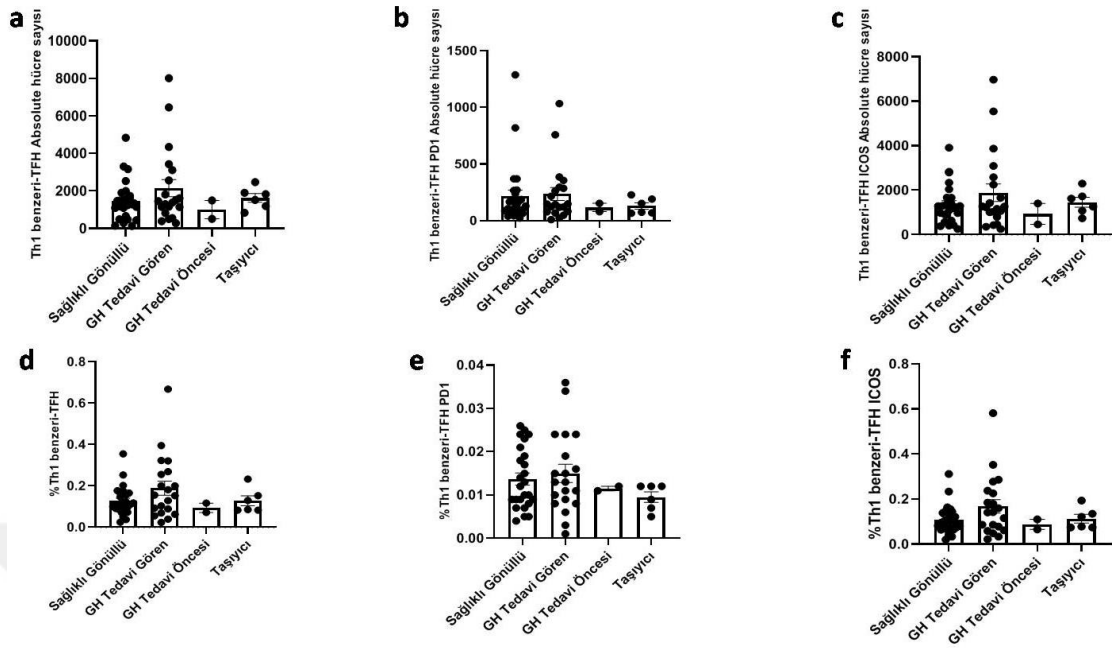 a
Th1 benzeri-TFH Absolute hücre sayısı
10000
8000
6000
4000
2000
0
Sağlıklı Gönüllü
GH Tedavi Gören
GH Tedavi Öncesi
Taşıyıcı
b
Th1 benzeri-TFH PD1 Absolute hücre sayısı
1500
1000
500
0
Sağlıklı Gönüllü
GH Tedavi Gören
GH Tedavi Öncesi
Taşıyıcı
c
Th1 benzeri-TFH ICOS Absolute hücre sayısı
8000
6000
4000
2000
0
Sağlıklı Gönüllü
GH Tedavi Gören
GH Tedavi Öncesi
Taşıyıcı
d
%Th1 benzeri-TFH
0.8
0.6
0.4
0.2
0.0
Sağlıklı Gönüllü
GH Tedavi Gören
GH Tedavi Öncesi
Taşıyıcı
e
%Th1 benzeri-TFH PD1
0.04
0.03
0.02
0.01
0.00
Sağlıklı Gönüllü
GH Tedavi Gören
GH Tedavi Öncesi
Taşıyıcı
f
%Th1 benzeri-TFH ICOS
0.8
0.6
0.4
0.2
0.0
Sağlıklı Gönüllü
GH Tedavi Gören
GH Tedavi Öncesi
Taşıyıcı